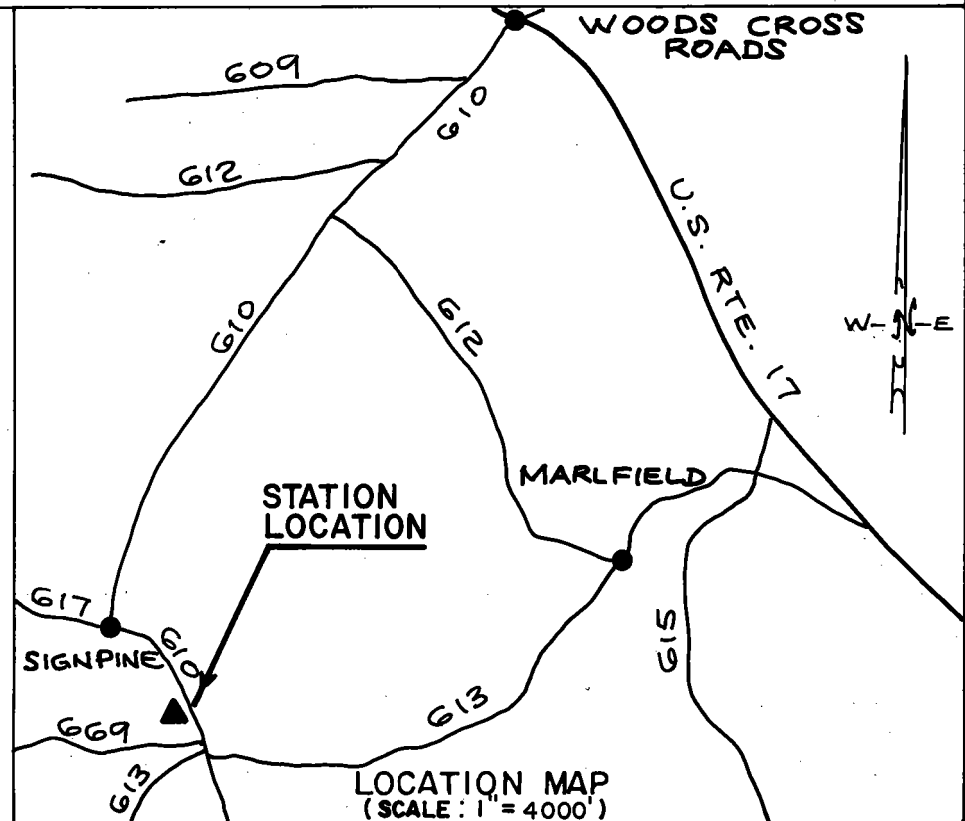 WOODS CROSS
ROADS
609
610
612
U.S. RTE. 17
610
612
W-N-E
MARLFIELD
STATION
LOCATION
617
610
SIGNPINE
615
613
669
613
LOCATION MAP
(SCALE: 1" = 4000')